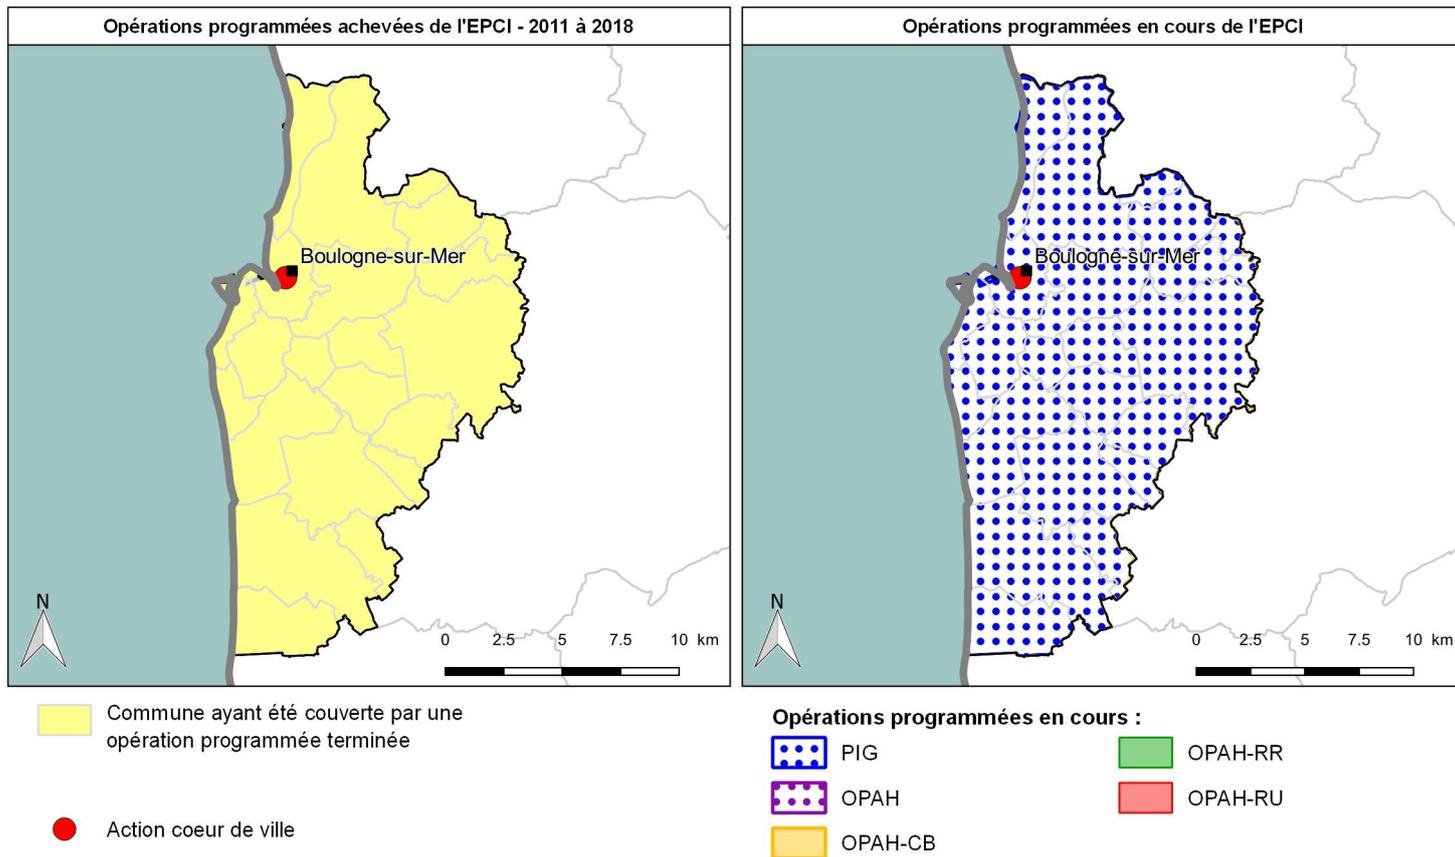 Opérations programmées achevées de l'EPCI - 2011 à 2018
Boulogne-sur-Mer
N
0 2.5 5 7.5 10 km
Commune ayant été couverte par une
opération programmée terminée
Action coeur de ville
Opérations programmées en cours de l'EPCI
Boulogne-sur-Mer
N
0 2.5 5 7.5 10 km
Opérations programmées en cours :
PIG
OPAH
OPAH-CB
OPAH-RR
OPAH-RU